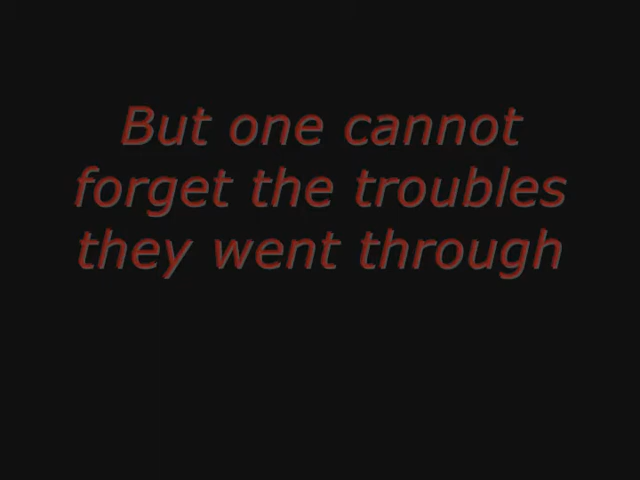 But one cannot
forget the troubles
they went through